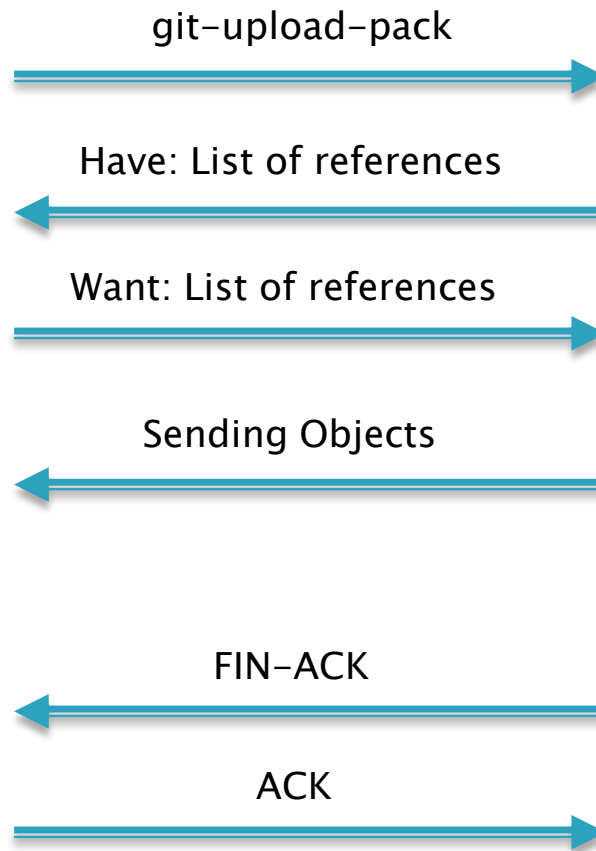 git-upload-pack
Have: List of references
Want: List of references
Sending Objects
FIN-ACK
ACK